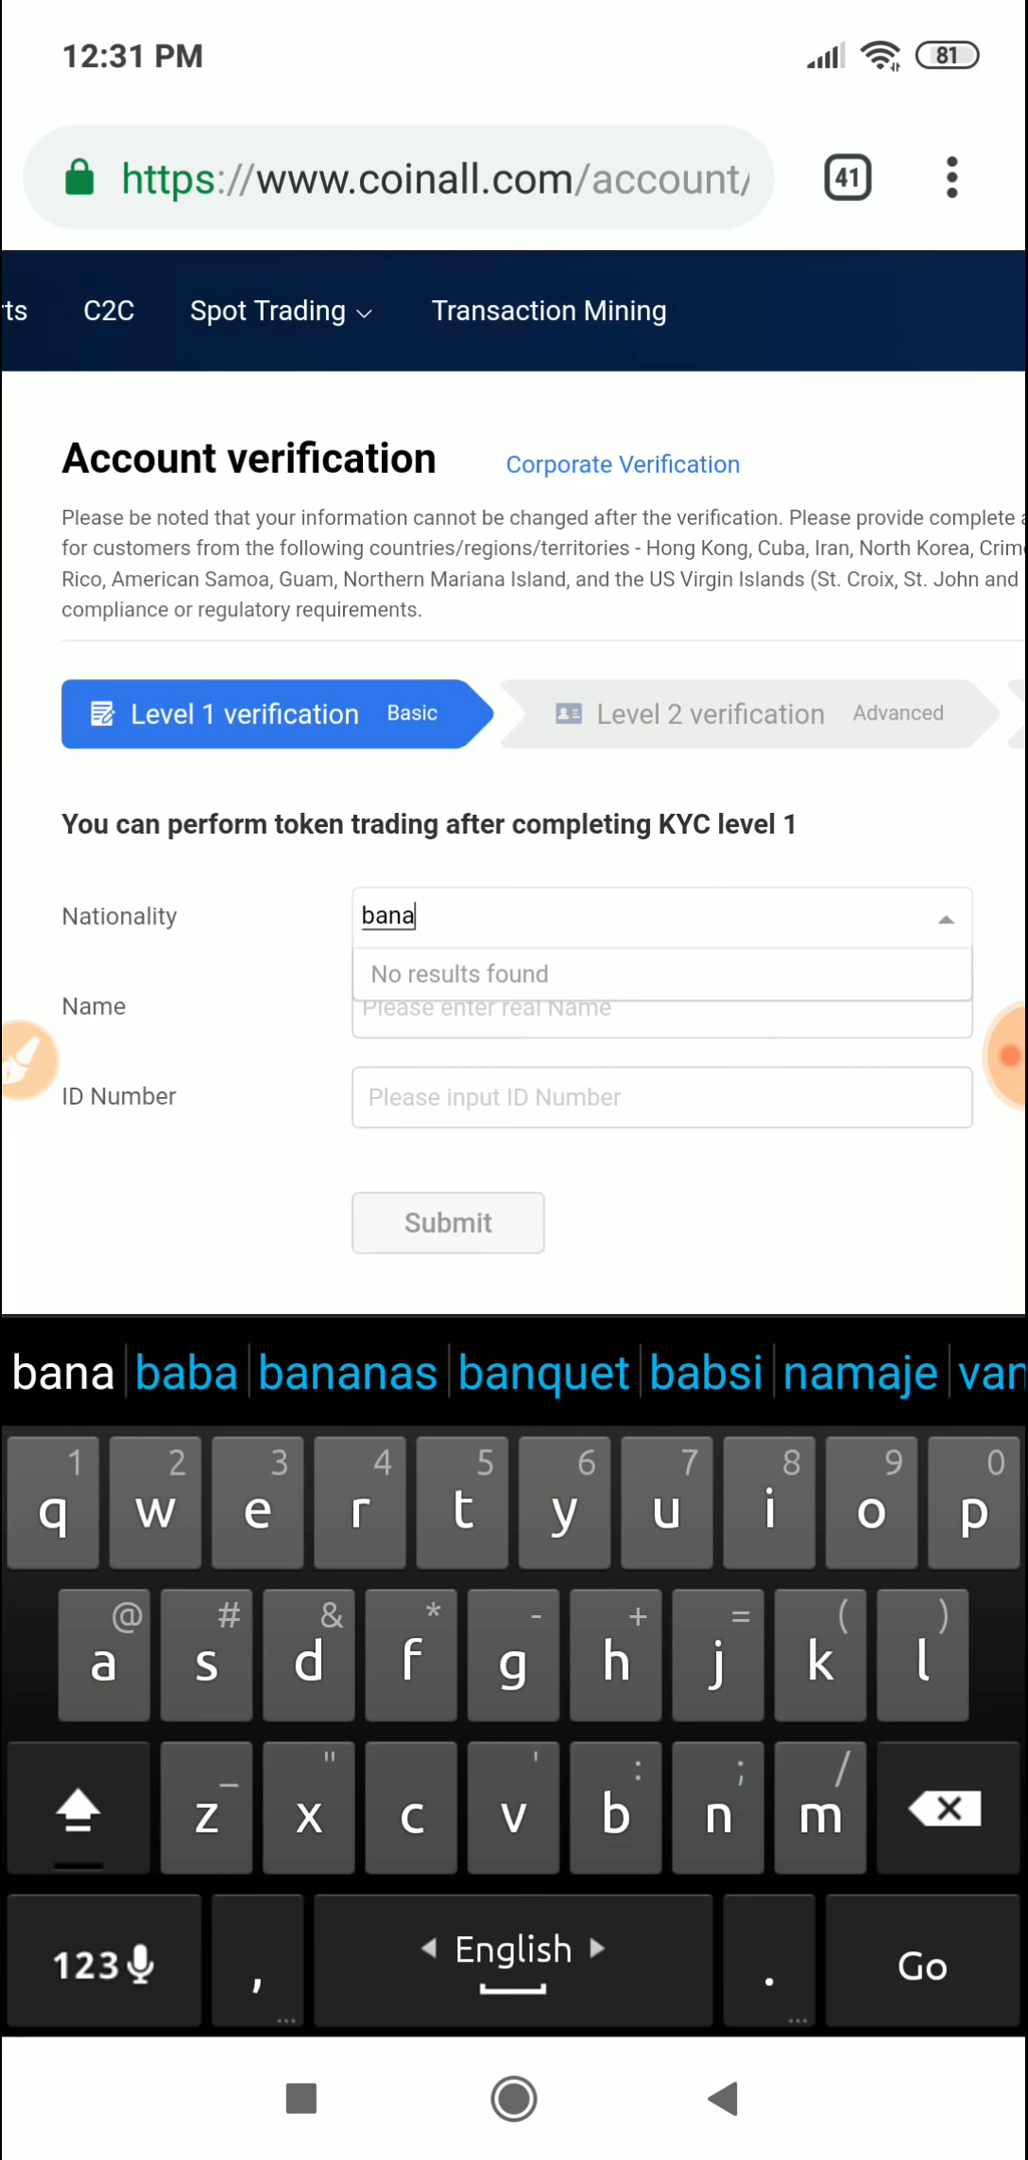 12:31 PM
81
https://www.coinall.com/account/
41
rts C2C Spot Trading Transaction Mining
Account verification Corporate Verification
Please be noted that your information cannot be changed after the verification. Please provide complete a
for customers from the following countries/regions/territories - Hong Kong, Cuba, Iran, North Korea, Crim
Rico, American Samoa, Guam, Northern Mariana Island, and the US Virgin Islands (St. Croix, St. John and
compliance or regulatory requirements.
Level 1 verification Basic Level 2 verification Advanced
You can perform token trading after completing KYC level 1
Nationality bana
No results found
Name Please enter real Name
ID Number Please input ID Number
Submit
bana baba bananas banquet babsi namaje van
1 2 3 4 5 6 7 8 9 0
q w e r t y u i o p
@ # & * - + = ( )
a s d f g h j k l
_ " ' : ; /
z x c v b n m
123 , English . Go